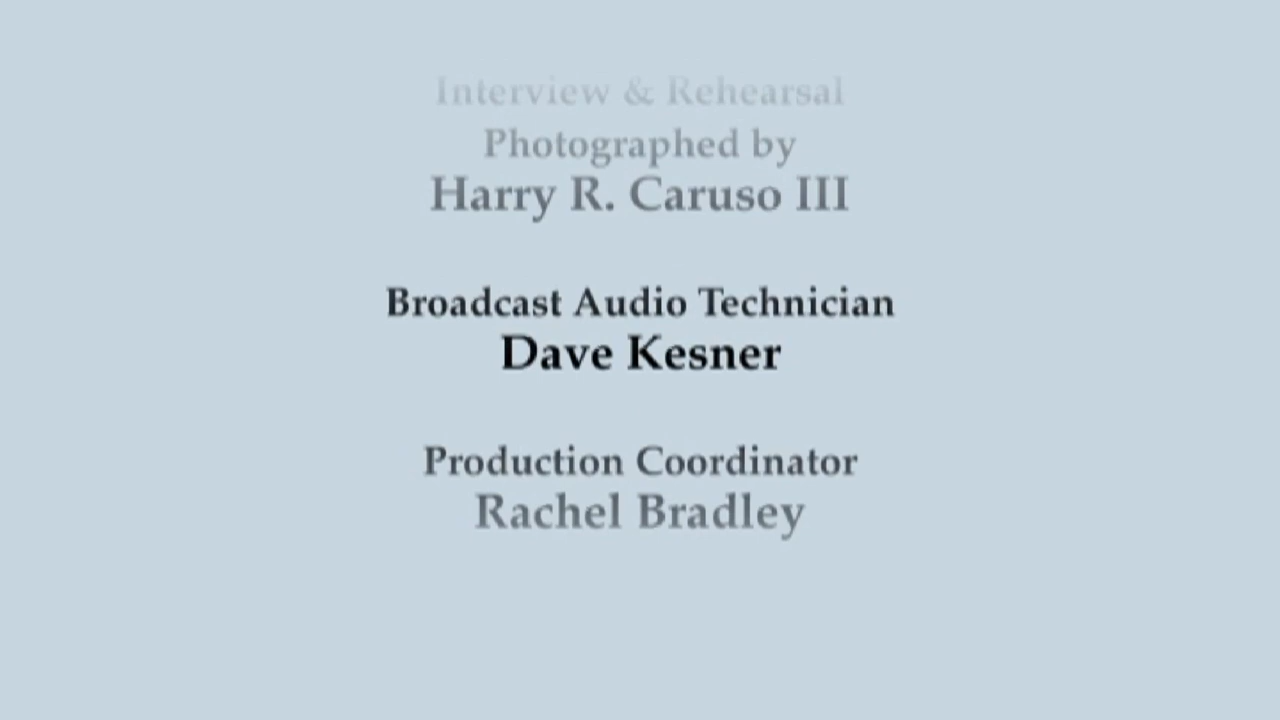 Interview & Rehearsal
Photographed by
Harry R. Caruso III
Broadcast Audio Technician
Dave Kesner
Production Coordinator
Rachel Bradley